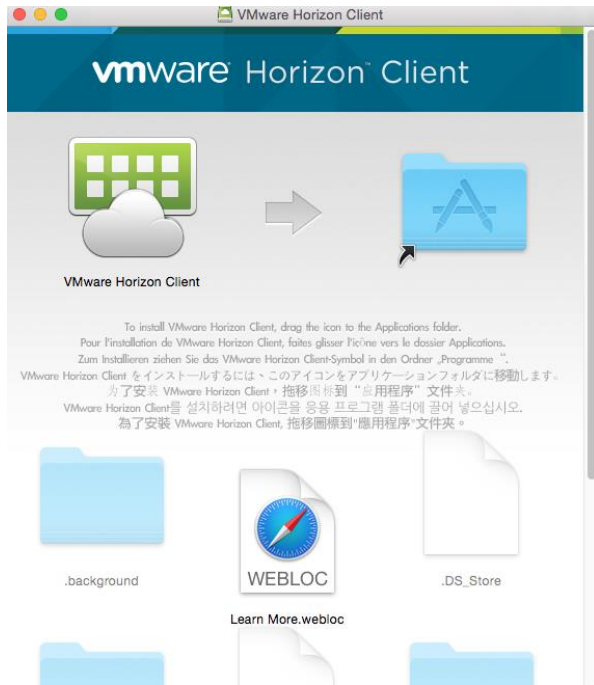 VMware Horizon Client
vmware Horizon™ Client
VMware Horizon Client
To install VMware Horizon Client, drag the icon to the Applications folder.
Pour l'installation de VMware Horizon Client, faites glisser l'icône vers le dossier Applications.
Zum Installieren ziehen Sie das VMware Horizon Client-Symbol in den Ordner „Programme “.
VMware Horizon Client をインストールするには、このアイコンをアプリケーションフォルダに移動します。
为了安装 VMware Horizon Client，拖移图标到 “应用程序” 文件夹。
VMware Horizon Client를 설치하려면 아이콘을 응용 프로그램 폴더에 끌어 넣으십시오.
為了安裝 VMware Horizon Client, 拖移圖標到"應用程序"文件夾。
WEBLOC
.background
.DS_Store
Learn More.webloc